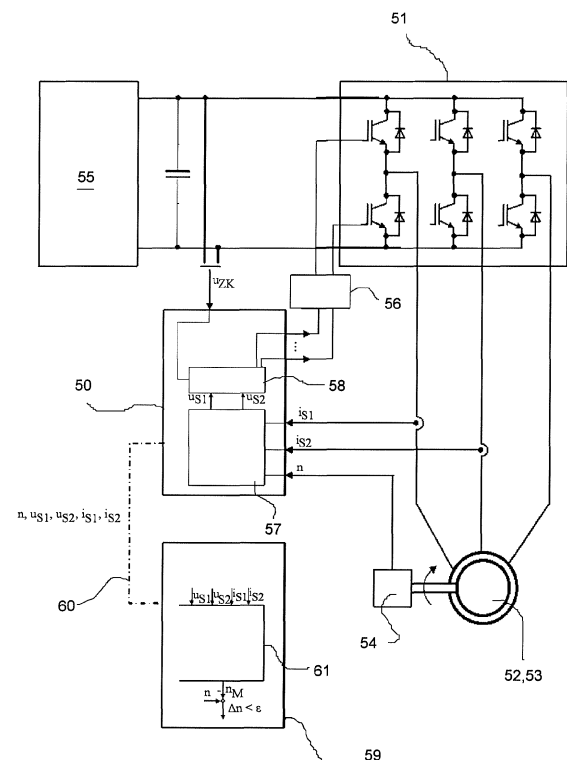 51
55
u_ZK
56
50
58
u_S1 u_S2
i_S1
i_S2
n
57
n, u_S1, u_S2, i_S1, i_S2
60
54
52,53
u_S1 u_S2 i_S1 i_S2
61
n - n_M
Δn < ε
59